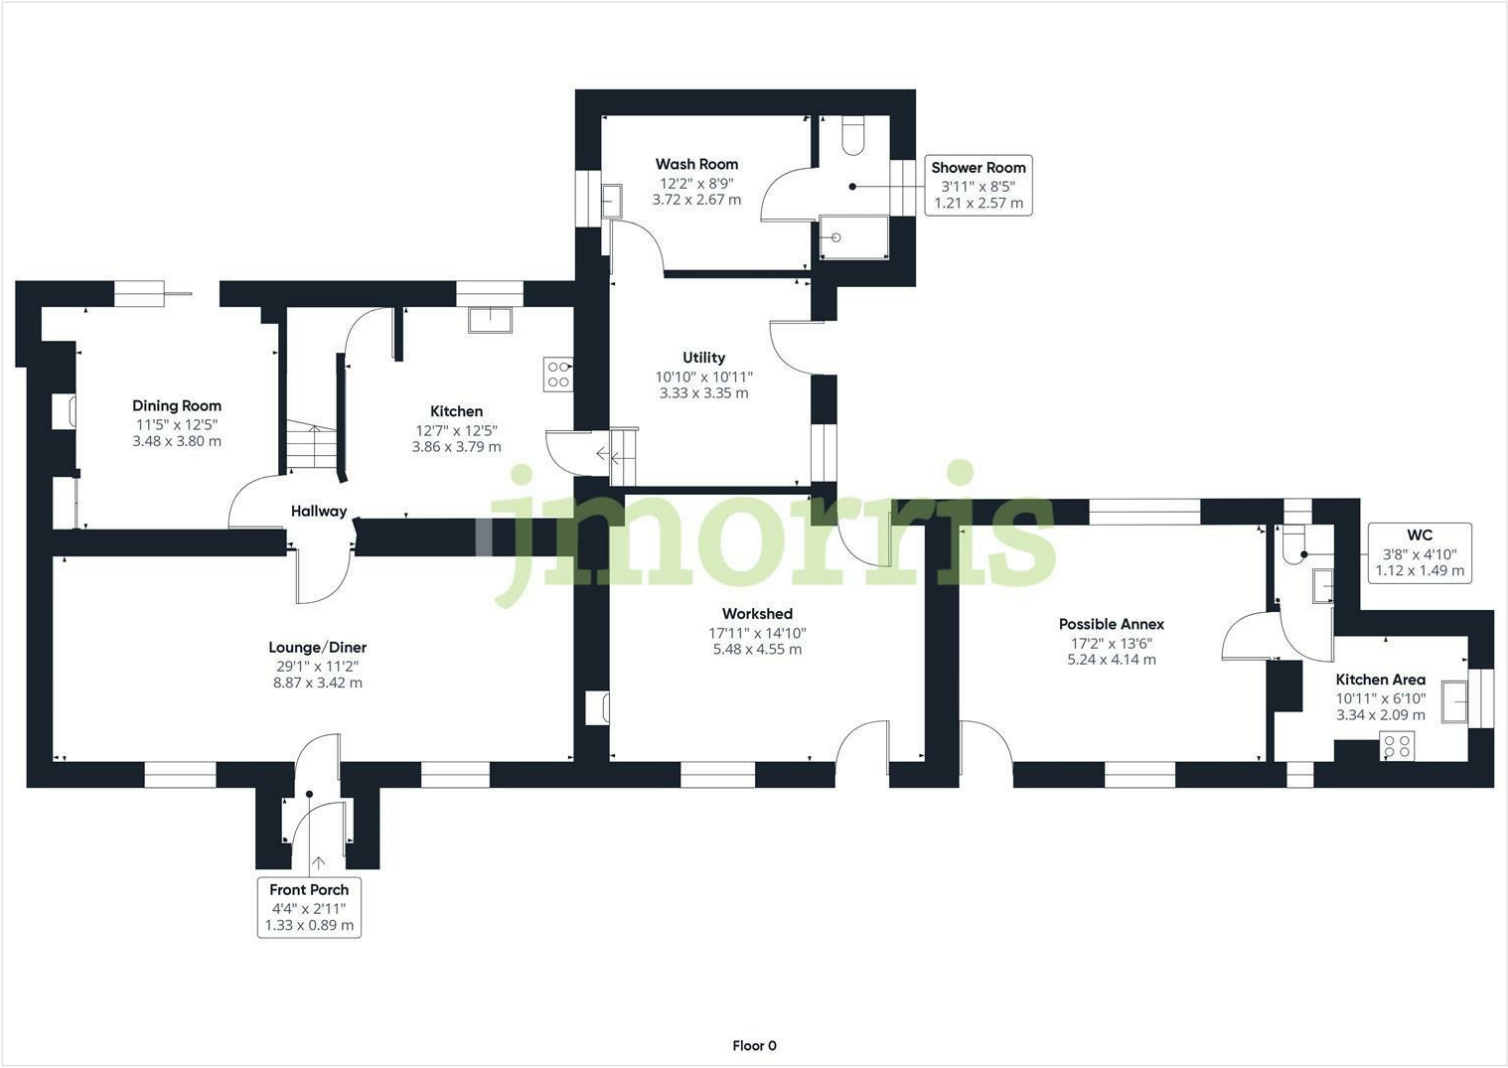 Wash Room
12'2" x 8'9"
3.72 x 2.67 m
Shower Room
3'11" x 8'5"
1.21 x 2.57 m
Utility
10'10" x 10'11"
3.33 x 3.35 m
Dining Room
11'5" x 12'5"
3.48 x 3.80 m
Kitchen
12'7" x 12'5"
3.86 x 3.79 m
Hallway
jmorris
WC
3'8" x 4'10"
1.12 x 1.49 m
Lounge/Diner
29'1" x 11'2"
8.87 x 3.42 m
Workshed
17'11" x 14'10"
5.48 x 4.55 m
Possible Annex
17'2" x 13'6"
5.24 x 4.14 m
Kitchen Area
10'11" x 6'10"
3.34 x 2.09 m
Front Porch
4'4" x 2'11"
1.33 x 0.89 m
Floor 0